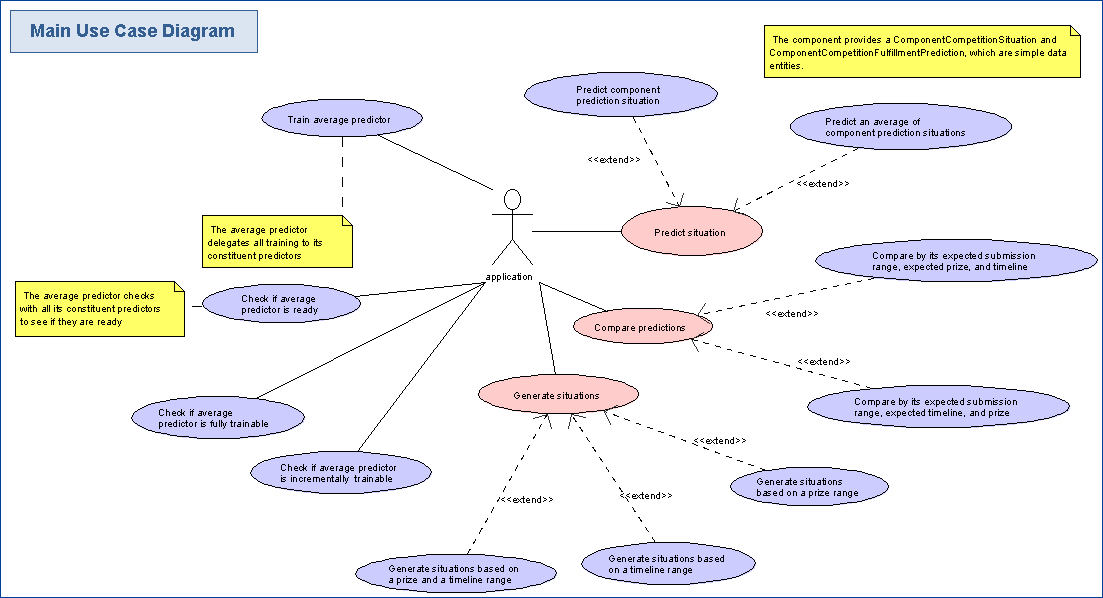 Main Use Case Diagram
The component provides a ComponentCompetitionSituation and
ComponentCompetitionFulfillmentPrediction, which are simple data
entities.
Predict component
prediction situation
Train average predictor
Predict an average of
component prediction situations
<<extend>>
<<extend>>
The average predictor
delegates all training to its
constituent predictors
Predict situation
application
Compare by its expected submission
range, expected prize, and timeline
The average predictor checks
with all its constituent predictors
to see if they are ready
Check if average
predictor is ready
<<extend>>
Compare predictions
<<extend>>
Generate situations
Compare by its expected submission
range, expected timeline, and prize
Check if average
predictor is fully trainable
<<extend>>
Check if average predictor
is incrementally trainable
Generate situations
based on a prize range
<<extend>>
<<extend>>
Generate situations based on
a prize and a timeline range
Generate situations based
on a timeline range